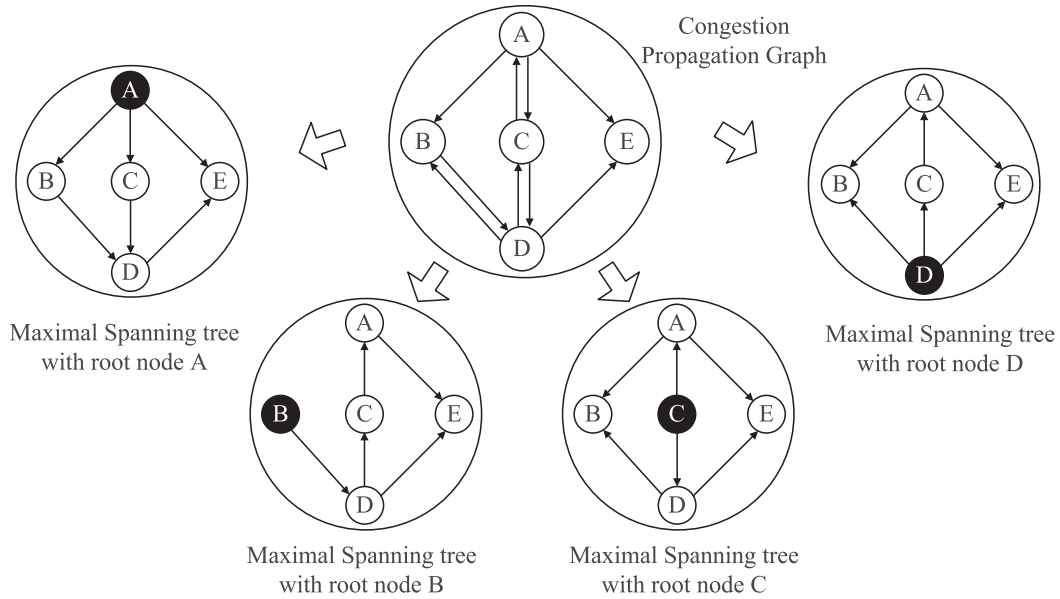 Congestion
Propagation Graph
A
B
C
E
D
A
B
C
E
D
Maximal Spanning tree
with root node A
A
B
C
E
D
Maximal Spanning tree
with root node D
A
B
C
E
D
Maximal Spanning tree
with root node B
A
B
C
E
D
Maximal Spanning tree
with root node C